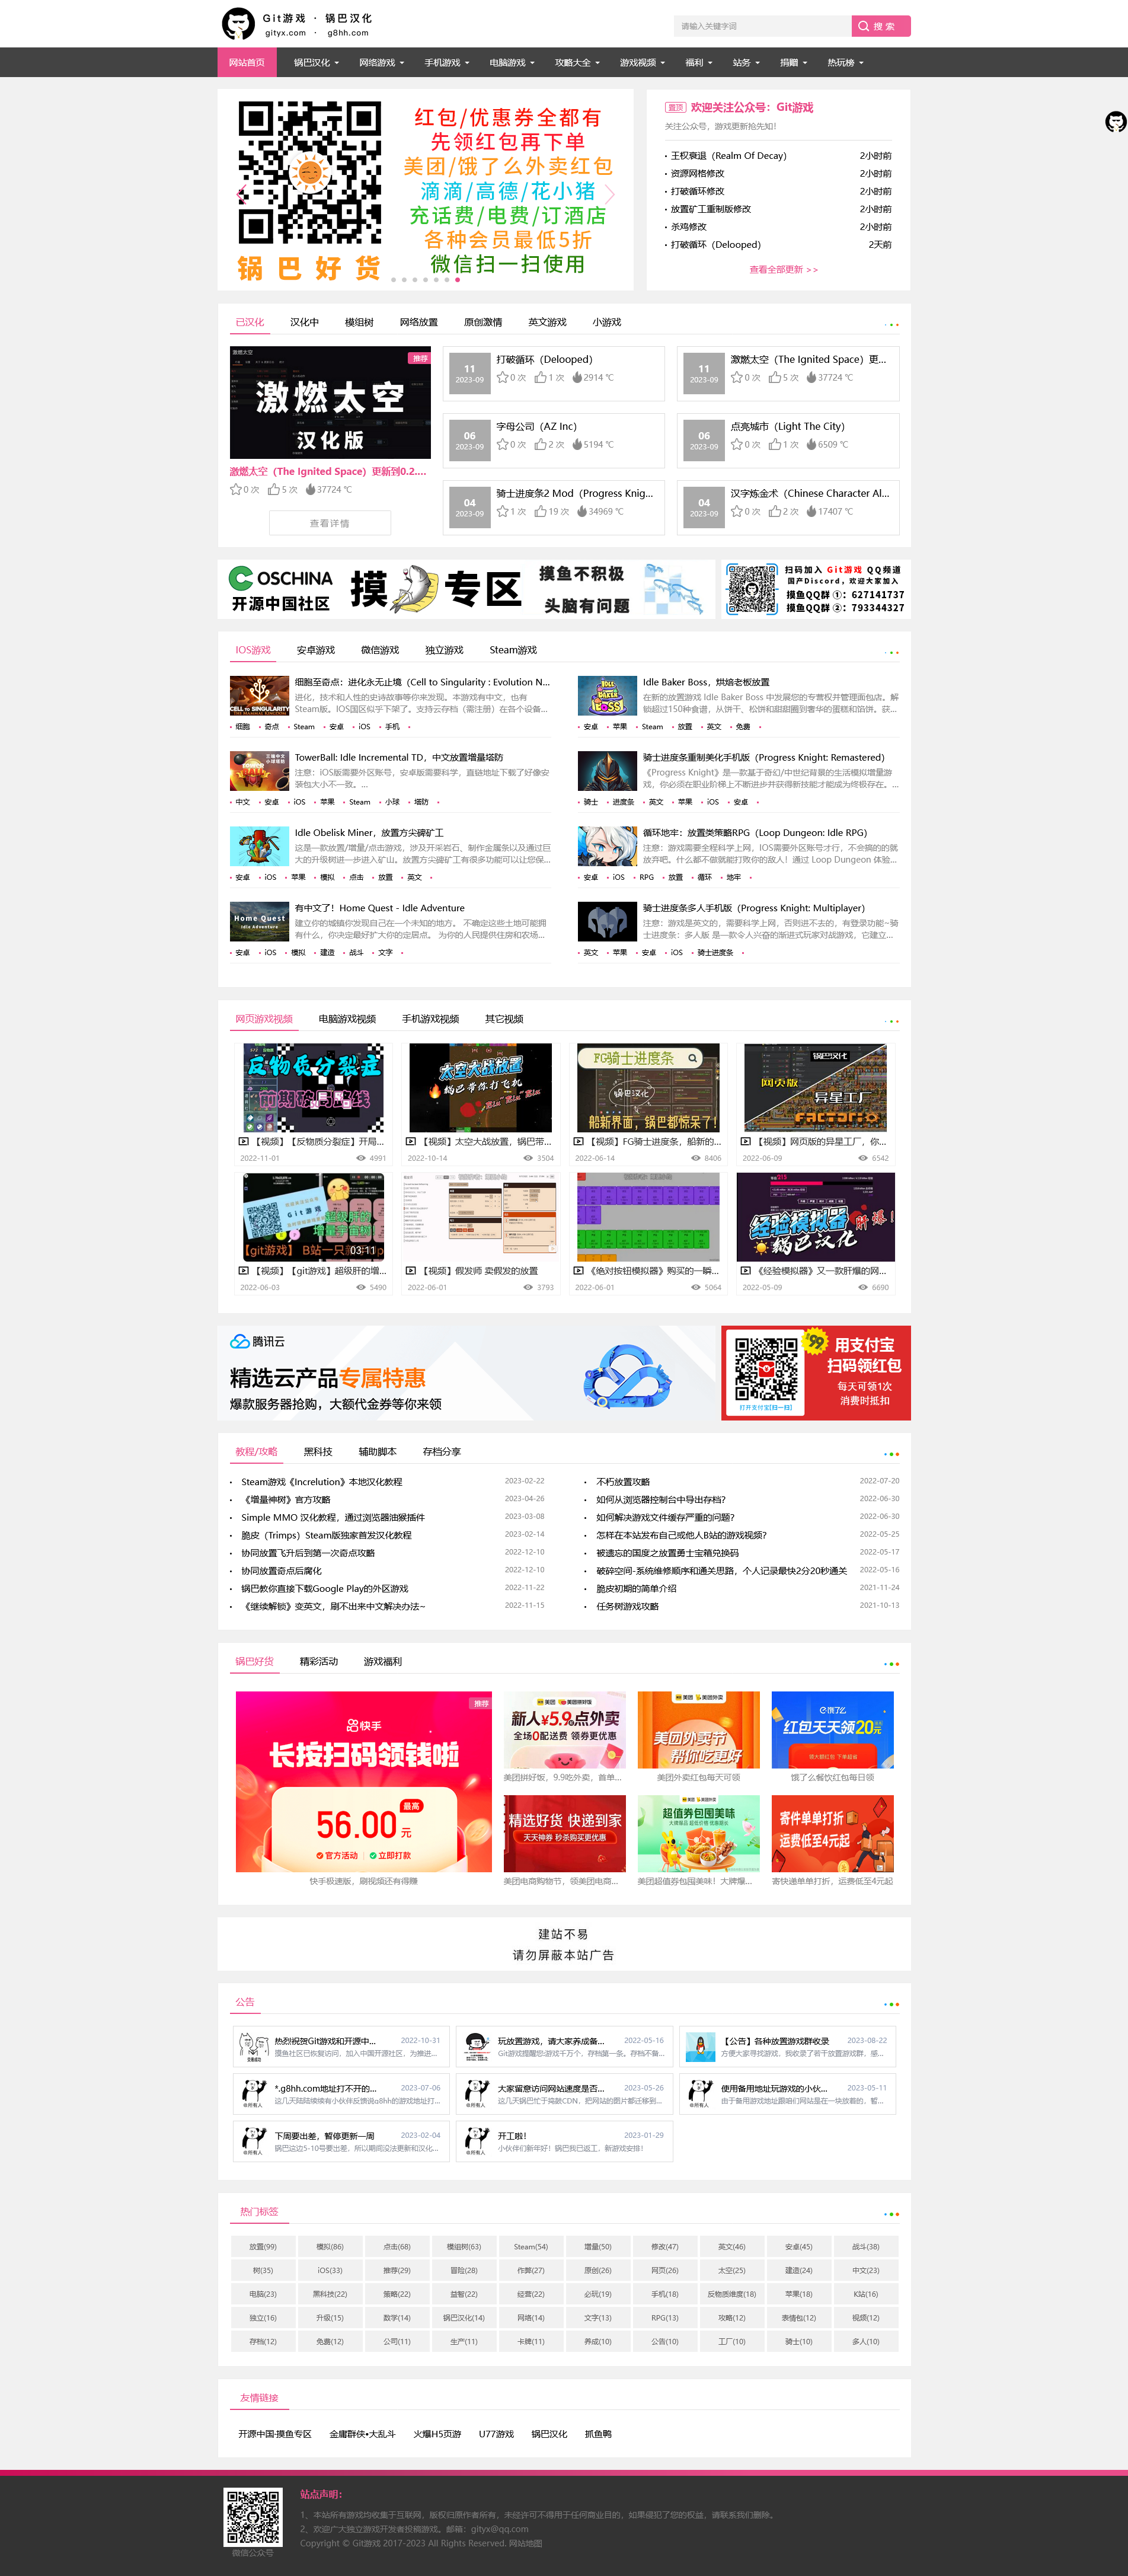 Git游戏 · 锅巴汉化
gityx.com · g8hh.com
请输入关键字词
搜 索
网站首页 锅巴汉化 网络游戏 手机游戏 电脑游戏 攻略大全 游戏视频 福利 站务 捐赠 热玩榜
红包/优惠券全都有
先领红包再下单
美团/饿了么外卖红包
滴滴/高德/花小猪
充话费/电费/订酒店
各种会员最低5折
微信扫一扫使用
锅巴好货
置顶 欢迎关注公众号：Git游戏
关注公众号，游戏更新抢先知！
王权衰退（Realm Of Decay） 2小时前
资源网格修改 2小时前
打破循环修改 2小时前
放置矿工重制版修改 2小时前
杀鸡修改 2小时前
打破循环（Delooped） 2天前
查看全部更新 >>
已汉化 汉化中 模组树 网络放置 原创激情 英文游戏 小游戏
激燃太空
推荐
激燃太空
汉化版
激燃太空（The Ignited Space）更新到0.2....
0 次 5 次 37724 ℃
查看详情
11 2023-09 打破循环（Delooped）
0 次 1 次 2914 ℃
11 2023-09 激燃太空（The Ignited Space）更...
0 次 5 次 37724 ℃
06 2023-09 字母公司（AZ Inc）
0 次 2 次 5194 ℃
06 2023-09 点亮城市（Light The City）
0 次 1 次 6509 ℃
04 2023-09 骑士进度条2 Mod（Progress Knig...
1 次 19 次 34969 ℃
04 2023-09 汉字炼金术（Chinese Character Al...
0 次 2 次 17407 ℃
OSCHINA
开源中国社区
摸 专区
摸鱼不积极
头脑有问题
扫码加入 Git游戏 QQ频道
国产Discord，欢迎大家加入
摸鱼QQ群 ①：627141737
摸鱼QQ群 ②：793344327
IOS游戏 安卓游戏 微信游戏 独立游戏 Steam游戏
细胞至奇点：进化永无止境（Cell to Singularity : Evolution N...
进化，技术和人性的史诗故事等你来发现。本游戏有中文，也有
Steam版。IOS国区似乎下架了。支持云存档（需注册）在各个设备...
细胞 奇点 Steam 安卓 iOS 手机
Idle Baker Boss，烘焙老板放置
在新的放置游戏 Idle Baker Boss 中发展您的专营权并管理面包店。解
锁超过150种食谱，从饼干，松饼和甜甜圈到奢华的蛋糕和馅饼。获...
安卓 苹果 Steam 放置 英文 免费
TowerBall: Idle Incremental TD，中文放置增量塔防
注意：iOS版需要外区账号，安卓版需要科学，直链地址下载了好像安
装包大小不一致。...
中文 安卓 iOS 苹果 Steam 小球 塔防
骑士进度条重制美化手机版（Progress Knight: Remastered）
《Progress Knight》是一款基于奇幻/中世纪背景的生活模拟增量游
戏，你必须在职业阶梯上不断进步并获得新技能才能成为终极存在。...
骑士 进度条 英文 苹果 iOS 安卓
Idle Obelisk Miner，放置方尖碑矿工
这是一款放置/增量/点击游戏，涉及开采岩石、制作金属条以及通过巨
大的升级树进一步进入矿山。放置方尖碑矿工有很多功能可以让您保...
安卓 iOS 苹果 模拟 点击 放置 英文
循环地牢：放置类策略RPG（Loop Dungeon: Idle RPG）
注意：游戏需要全程科学上网，IOS需要外区账号才行，不会搞的的就
放弃吧。什么都不做就能打败你的敌人！通过 Loop Dungeon 体验...
安卓 iOS RPG 放置 循环 地牢
Home Quest
Idle Adventure
有中文了！Home Quest - Idle Adventure
建立你的城镇你发现自己在一个未知的地方。 不确定这些土地可能拥
有什么，你决定最好扩大你的定居点。 为你的人民提供住房和农场...
安卓 iOS 模拟 建造 战斗 文字
骑士进度条多人手机版（Progress Knight: Multiplayer）
注意：游戏是英文的，需要科学上网，否则进不去的，有登录功能~骑
士进度条：多人版 是一款令人兴奋的渐进式玩家对战游戏，它建立...
英文 苹果 安卓 iOS 骑士进度条
网页游戏视频 电脑游戏视频 手机游戏视频 其它视频
反物质分裂症
前期破局路线
【视频】【反物质分裂症】开局...
2022-11-01 4991
太空大战放置
锅巴带你打飞机
【视频】太空大战放置，锅巴带...
2022-10-14 3504
FG骑士进度条
锅巴汉化
船新界面，锅巴都惊呆了!
【视频】FG骑士进度条，船新的...
2022-06-14 8406
锅巴汉化
网页版
异星工厂
FACTORIO
【视频】网页版的异星工厂，你...
2022-06-09 6542
03:11
【视频】【git游戏】超级肝的增...
2022-06-03 5490
【视频】假发师 卖假发的放置
2022-06-01 3793
《绝对按钮模拟器》购买的一瞬...
2022-06-01 5064
经验模拟器 肝爆!
锅巴汉化
《经验模拟器》又一款肝爆的网...
2022-05-09 6690
腾讯云
精选云产品专属特惠
爆款服务器抢购，大额代金券等你来领
打开支付宝[扫一扫]
99
用支付宝
扫码领红包
每天可领1次
消费时抵扣
教程/攻略 黑科技 辅助脚本 存档分享
Steam游戏《Increlution》本地汉化教程 2023-02-22
《增量神树》官方攻略 2023-04-26
Simple MMO 汉化教程，通过浏览器油猴插件 2023-03-08
脆皮（Trimps）Steam版独家首发汉化教程 2023-02-14
协同放置飞升后到第一次奇点攻略 2022-12-10
协同放置奇点后腐化 2022-12-10
锅巴教你直接下载Google Play的外区游戏 2022-11-22
《继续解锁》变英文，刷不出来中文解决办法~ 2022-11-15
不朽放置攻略 2022-07-20
如何从浏览器控制台中导出存档？ 2022-06-30
如何解决游戏文件缓存严重的问题？ 2022-06-30
怎样在本站发布自己或他人B站的游戏视频？ 2022-05-25
被遗忘的国度之放置勇士宝箱兑换码 2022-05-17
破碎空间-系统维修顺序和通关思路，个人记录最快2分20秒通关 2022-05-16
脆皮初期的简单介绍 2021-11-24
任务树游戏攻略 2021-10-13
锅巴好货 精彩活动 游戏福利
推荐
快手
长按扫码领钱啦
最高
56.00元
官方活动 立即打款
快手极速版，刷视频还有得赚
新人¥5.9点外卖
全场0配送费 领券更优惠
美团拼好饭，9.9吃外卖，首单...
美团外卖节
帮你吃更好
美团外卖红包每天可领
饿了么
红包天天领20元
饿了么餐饮红包每日领
精选好货 快递到家
天天神券 秒杀购买更优惠
美团电商购物节，领美团电商...
超值券包囤美味
美团超值券包囤美味！大牌爆...
寄件单单打折
运费低至4元起
寄快递单单打折，运费低至4元起
建站不易
请勿屏蔽本站广告
公告
热烈祝贺Git游戏和开源中... 2022-10-31
摸鱼社区已恢复访问，加入中国开源社区，为推进...
玩放置游戏，请大家养成备... 2022-05-16
Git游戏提醒您:游戏千万个，存档第一条。存档不备...
【公告】各种放置游戏群收录 2023-08-22
方便大家寻找游戏，我收录了若干放置游戏群，感...
*.g8hh.com地址打不开的... 2023-07-06
这几天陆陆续续有小伙伴反馈说g8hh的游戏地址打...
大家留意访问网站速度是否... 2023-05-26
这几天锅巴忙于捣鼓CDN，把网站的图片都迁移到...
使用备用地址玩游戏的小伙... 2023-05-11
由于备用游戏地址跟咱们网站是在一块放着的，暂...
下周要出差，暂停更新一周 2023-02-04
锅巴这边5-10号要出差，所以期间没法更新和汉化...
开工啦！ 2023-01-29
小伙伴们新年好！锅巴我已返工，新游戏安排！
热门标签
放置(99) 模拟(86) 点击(68) 模组树(63) Steam(54) 增量(50) 修改(47) 英文(46) 安卓(45) 战斗(38)
树(35) iOS(33) 推荐(29) 冒险(28) 作弊(27) 原创(26) 网页(26) 太空(25) 建造(24) 中文(23)
电脑(23) 黑科技(22) 策略(22) 益智(22) 经营(22) 必玩(19) 手机(18) 反物质维度(18) 苹果(18) K站(16)
独立(16) 升级(15) 数学(14) 锅巴汉化(14) 网络(14) 文字(13) RPG(13) 攻略(12) 表情包(12) 视频(12)
存档(12) 免费(12) 公司(11) 生产(11) 卡牌(11) 养成(10) 公告(10) 工厂(10) 骑士(10) 多人(10)
友情链接
开源中国-摸鱼专区 金庸群侠•大乱斗 火爆H5页游 U77游戏 锅巴汉化 抓鱼鸭
微信公众号
站点声明：
1、本站所有游戏均收集于互联网，版权归原作者所有，未经许可不得用于任何商业目的，如果侵犯了您的权益，请联系我们删除。
2、欢迎广大独立游戏开发者投稿游戏。邮箱：gityx@qq.com
Copyright © Git游戏 2017-2023 All Rights Reserved. 网站地图